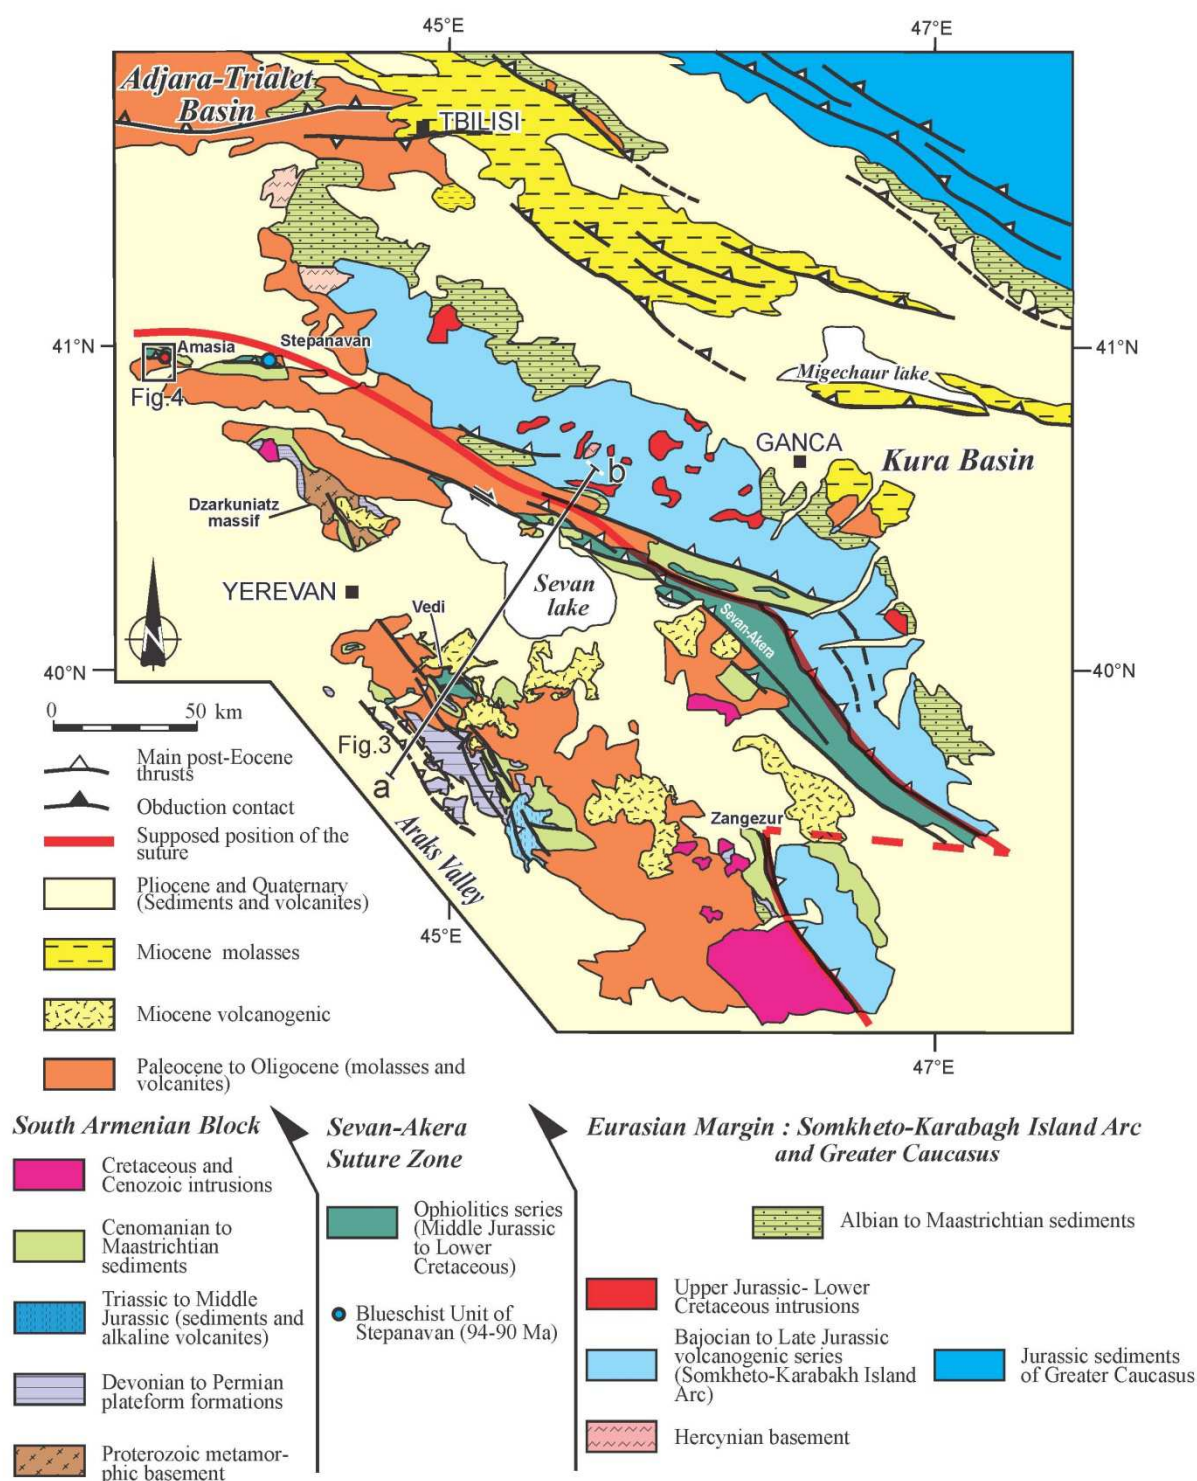 45°E
47°E
Adjara-Trialet
Basin
TBILISI
41°N
41°N
Amasia
Stepanavan
Fig.4
Migechaur lake
GANCA
Kura Basin
b
Dzarkuniatz
massif
YEREVAN
Sevan
lake
Sevan-Akera
Vedi
N
40°N
40°N
0
50
km
Fig.3
a
Araks Valley
Zangezur
45°E
47°E
Main post-Eocene
thrusts
Obduction contact
Supposed position of the
suture
Pliocene and Quaternary
(Sediments and volcanites)
Miocene molasses
Miocene volcanogenic
Paleocene to Oligocene (molasses and
volcanites)
South Armenian Block
Cretaceous and
Cenozoic intrusions
Cenomanian to
Maastrichtian
sediments
Triassic to Middle
Jurassic (sediments and
alkaline volcanites)
Devonian to Permian
plateform formations
Proterozoic metamor-
phic basement
Sevan-Akera
Suture Zone
Ophiolitics series
(Middle Jurassic
to Lower
Cretaceous)
Blueschist Unit of
Stepanavan (94-90 Ma)
Eurasian Margin : Somkheto-Karabagh Island Arc
and Greater Caucasus
Albian to Maastrichtian sediments
Upper Jurassic- Lower
Cretaceous intrusions
Bajocian to Late Jurassic
volcanogenic series
(Somkheto-Karabakh Island
Arc)
Jurassic sediments
of Greater Caucasus
Hercynian basement